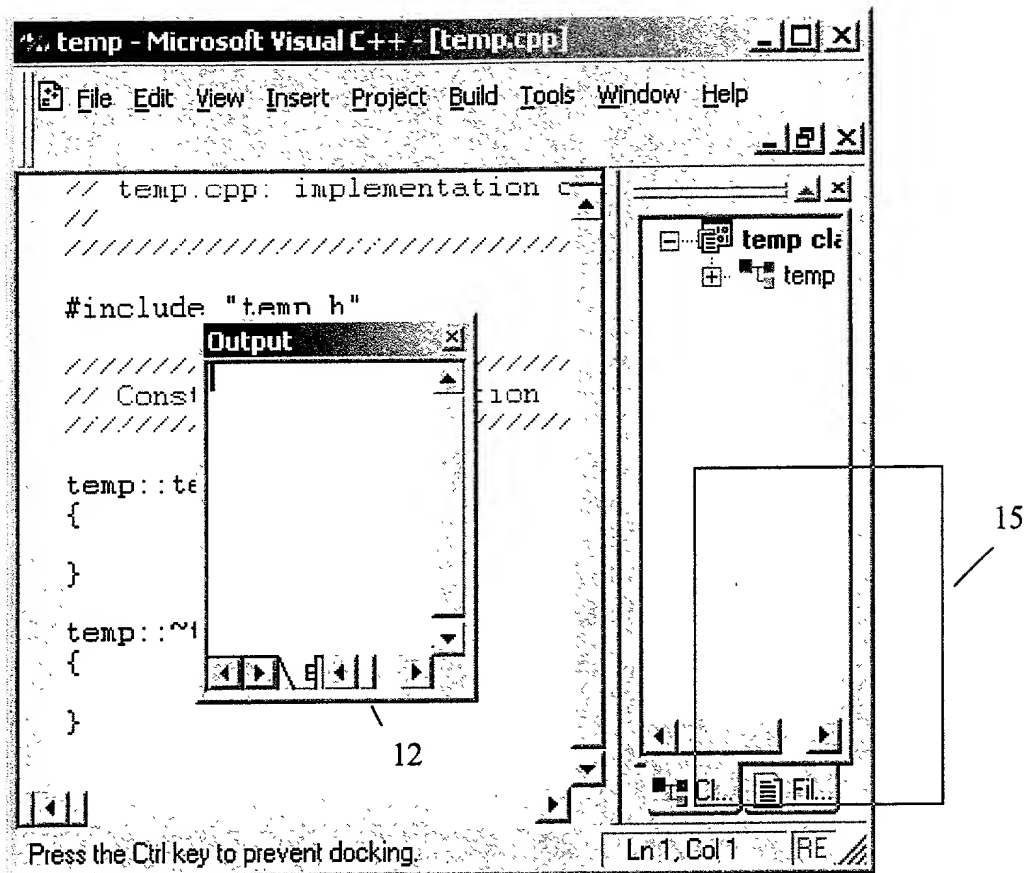 temp - Microsoft Visual C++ - [temp.cpp]
File Edit View Insert Project Build Tools Window Help
// temp.cpp: implementation c
//
//////////////////////////////
#include "temp.h"
//////////////////////////////
// Const
ion
//////////////////////////////
temp::te
{
}
temp::~t
{
}
Output
temp cla
temp
Cl...
Fil...
12
15
Press the Ctrl key to prevent docking.
Ln 1, Col 1
RE